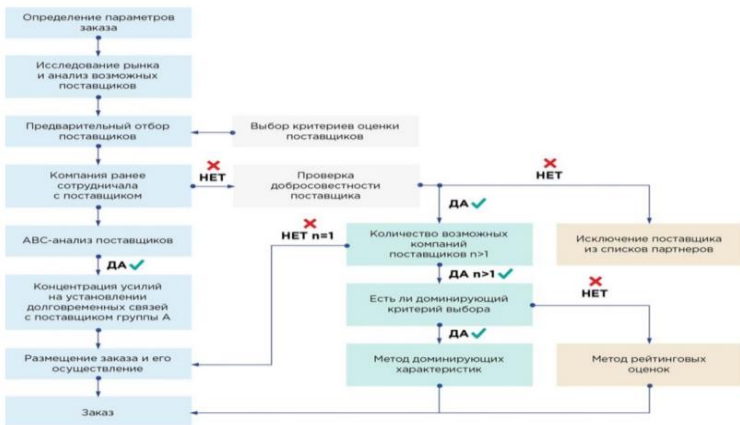 Определение параметров
заказа
Исследование рынка
и анализ возможных
поставщиков
Предварительный отбор
поставщиков
Выбор критериев оценки
поставщиков
Компания ранее
сотрудничала
с поставщиком
НЕТ
Проверка
добросовестности
поставщика
НЕТ
ДА
АВС-анализ поставщиков
НЕТ n=1
Количество возможных
компаний
поставщиков n>1
Исключение поставщика
из списков партнеров
ДА
ДА n>1
Концентрация усилий
на установлении
долговременных связей
с поставщиком группы А
Есть ли доминирующий
критерий выбора
НЕТ
ДА
Размещение заказа и его
осуществление
Метод доминирующих
характеристик
Метод рейтинговых
оценок
Заказ